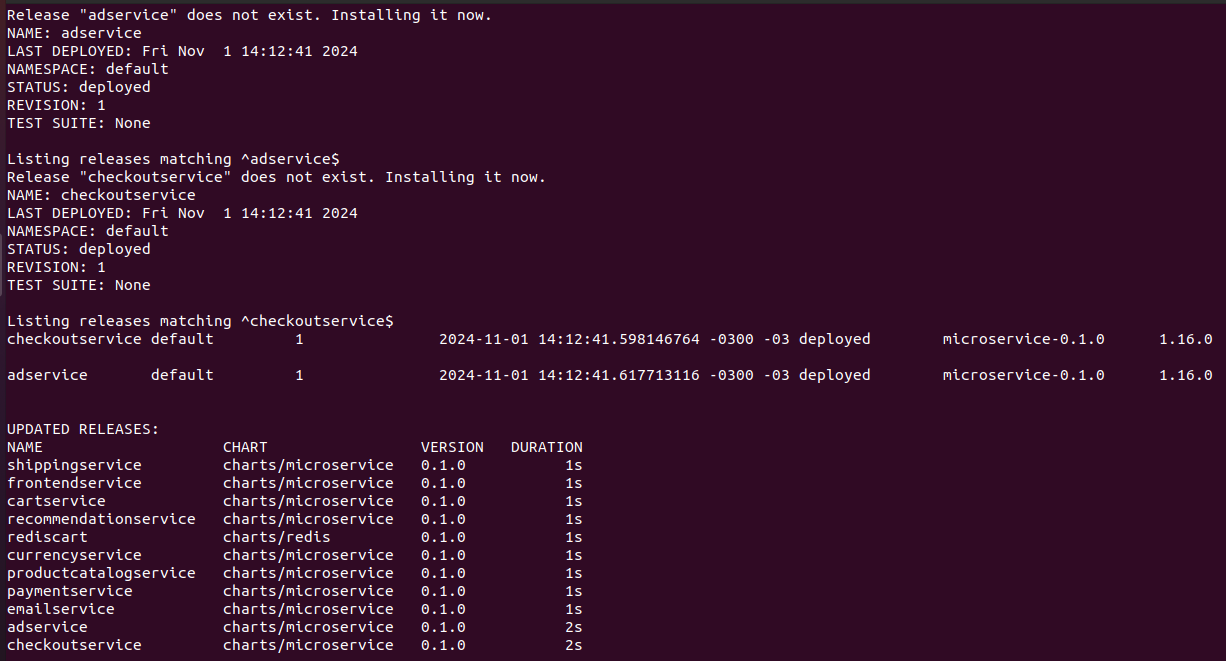 Release "adservice" does not exist. Installing it now.
NAME: adservice
LAST DEPLOYED: Fri Nov  1 14:12:41 2024
NAMESPACE: default
STATUS: deployed
REVISION: 1
TEST SUITE: None

Listing releases matching ^adservice$
Release "checkoutservice" does not exist. Installing it now.
NAME: checkoutservice
LAST DEPLOYED: Fri Nov  1 14:12:41 2024
NAMESPACE: default
STATUS: deployed
REVISION: 1
TEST SUITE: None

Listing releases matching ^checkoutservice$
checkoutservice default         1               2024-11-01 14:12:41.598146764 -0300 -03 deployed        microservice-0.1.0      1.16.0

adservice       default         1               2024-11-01 14:12:41.617713116 -0300 -03 deployed        microservice-0.1.0      1.16.0


UPDATED RELEASES:
NAME                    CHART                 VERSION   DURATION
shippingservice         charts/microservice   0.1.0           1s
frontendservice         charts/microservice   0.1.0           1s
cartservice             charts/microservice   0.1.0           1s
recommendationservice   charts/microservice   0.1.0           1s
rediscart               charts/redis          0.1.0           1s
currencyservice         charts/microservice   0.1.0           1s
productcatalogservice   charts/microservice   0.1.0           1s
paymentservice          charts/microservice   0.1.0           1s
emailservice            charts/microservice   0.1.0           1s
adservice               charts/microservice   0.1.0           2s
checkoutservice         charts/microservice   0.1.0           2s